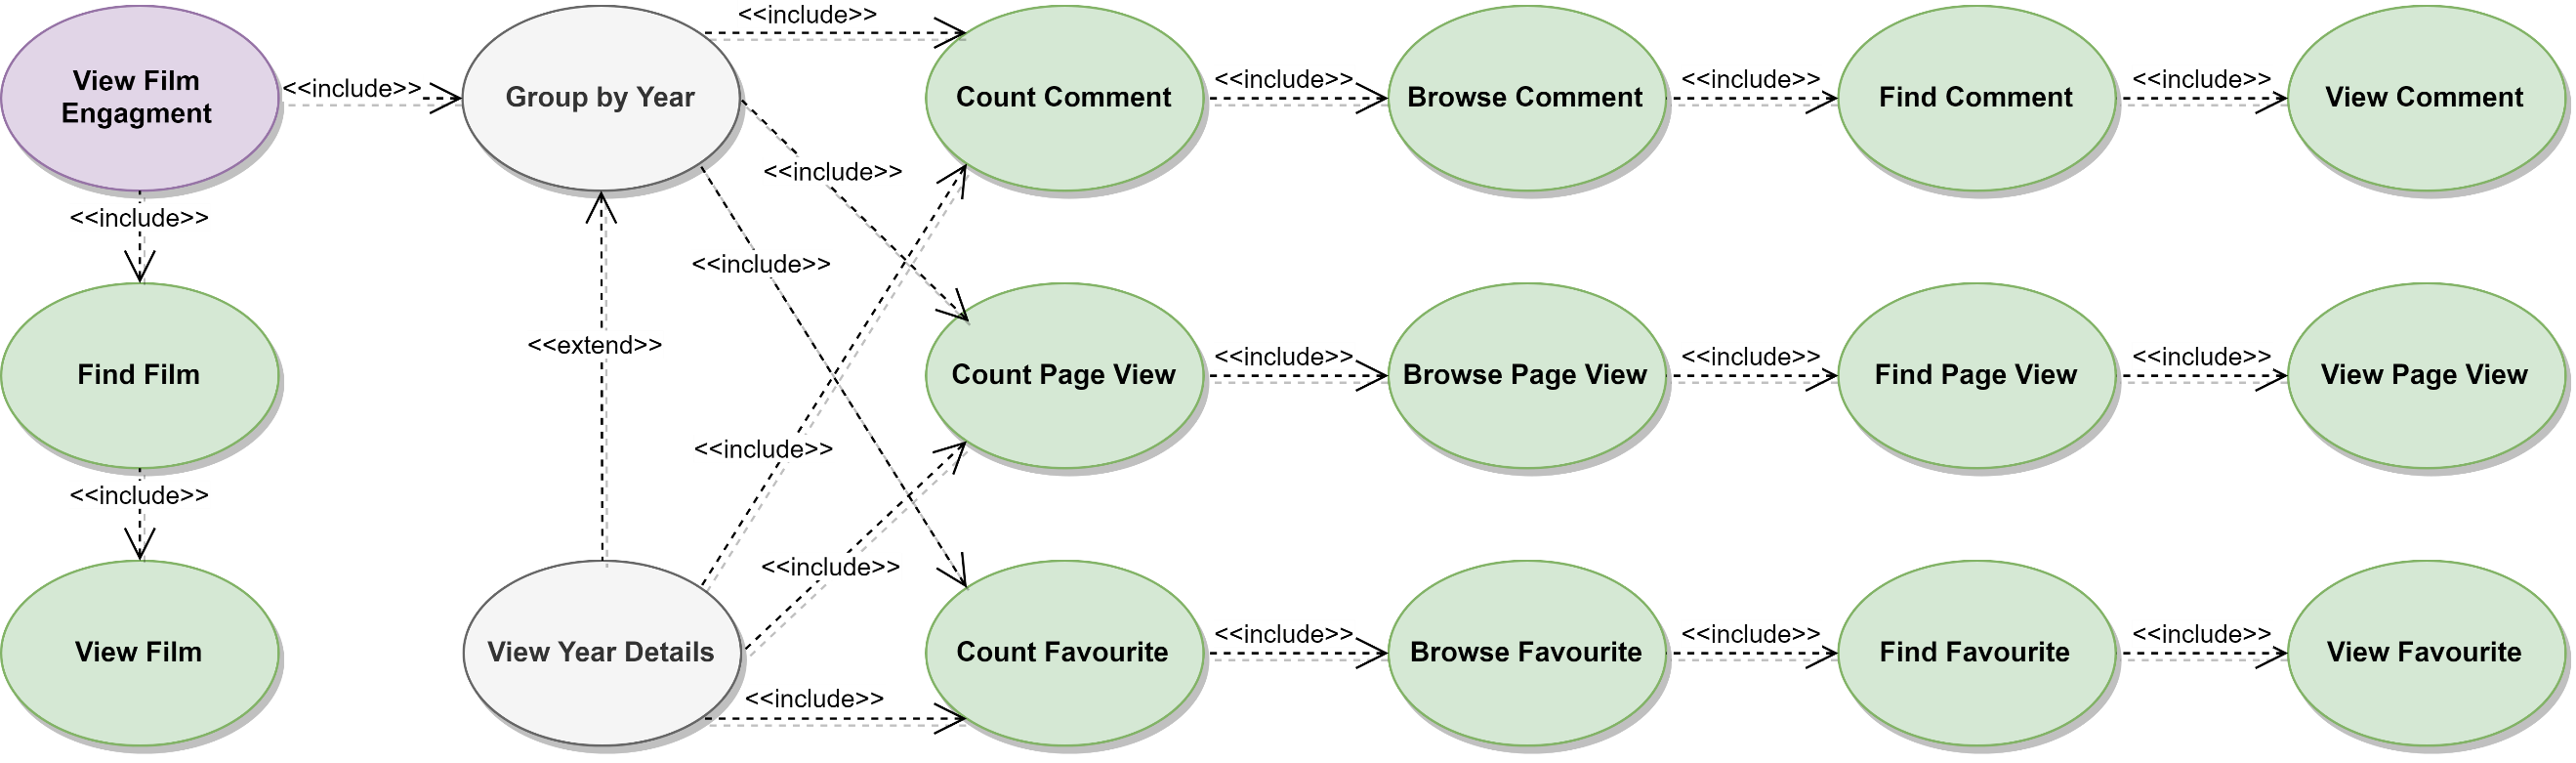 <<include>>
View Film
Engagment
<<include>>
Group by Year
Count Comment
<<include>>
Browse Comment
<<include>>
Find Comment
<<include>>
View Comment
<<include>>
<<include>>
<<include>>
<<extend>>
Find Film
Count Page View
<<include>>
Browse Page View
<<include>>
Find Page View
<<include>>
View Page View
<<include>>
<<include>>
<<include>>
View Film
View Year Details
<<include>>
Count Favourite
<<include>>
Browse Favourite
<<include>>
Find Favourite
<<include>>
View Favourite